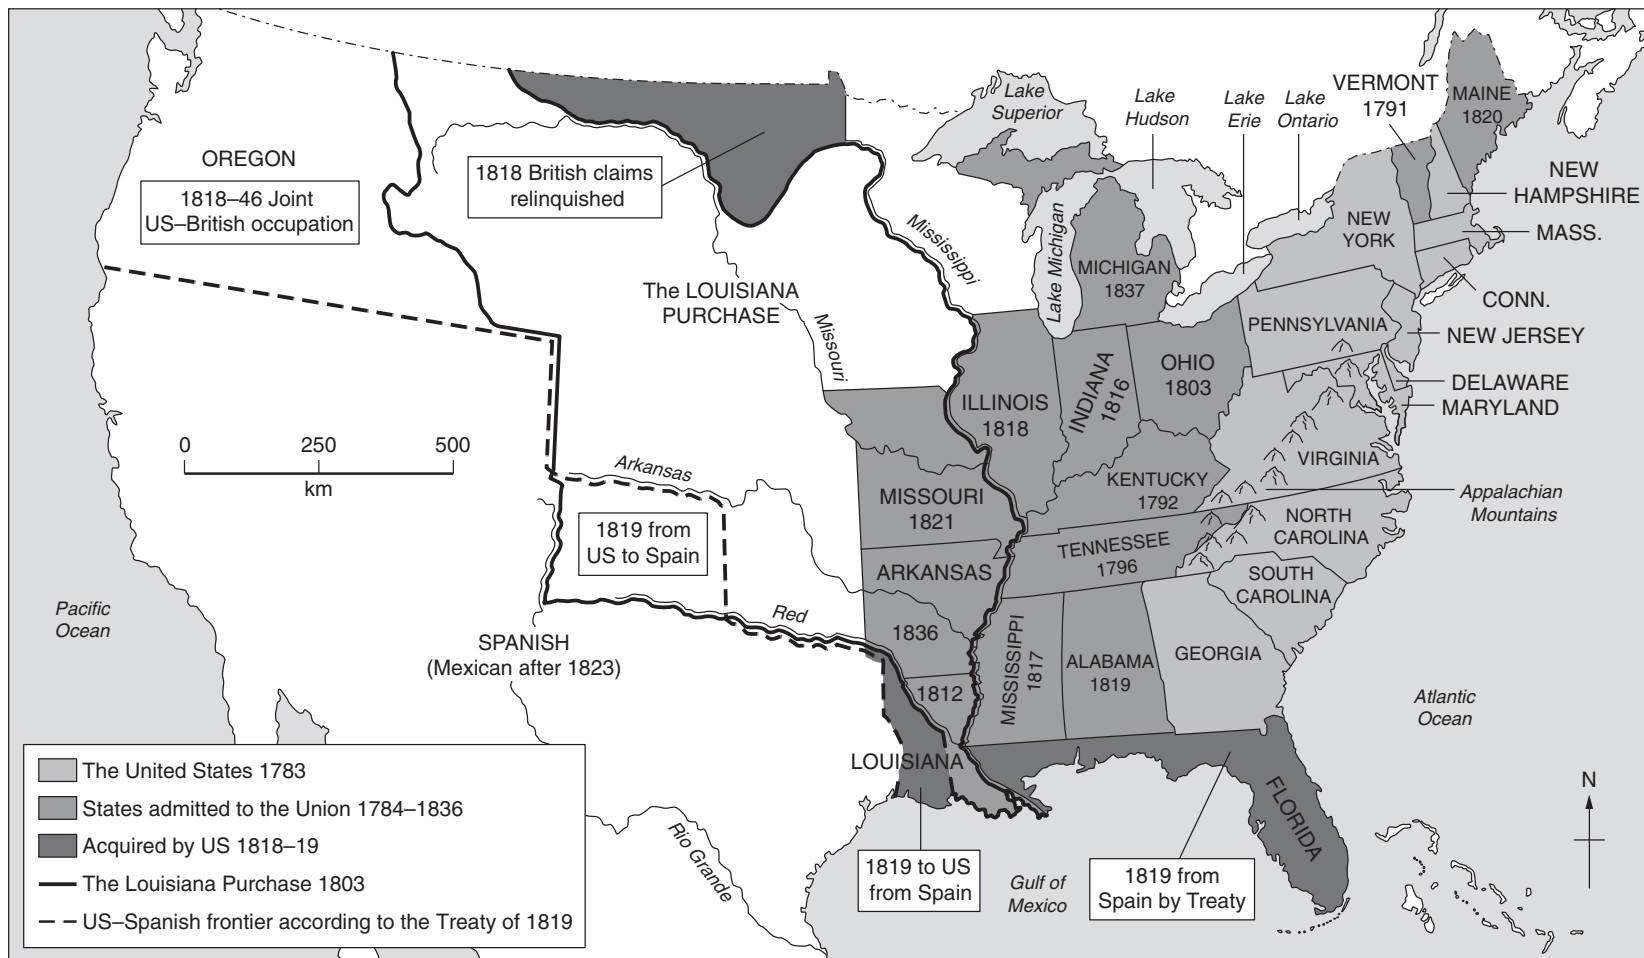 OREGON
1818–46 Joint
US–British occupation
1818 British claims
relinquished
The LOUISIANA
PURCHASE
Missouri
Mississippi
Lake
Superior
Lake
Hudson
Lake
Erie
Lake
Ontario
Lake Michigan
VERMONT
1791
MAINE
1820
NEW
HAMPSHIRE
NEW
YORK
MASS.
CONN.
NEW JERSEY
DELAWARE
MARYLAND
PENNSYLVANIA
MICHIGAN
1837
OHIO
1803
INDIANA
1816
ILLINOIS
1818
VIRGINIA
KENTUCKY
1792
Appalachian
Mountains
NORTH
CAROLINA
TENNESSEE
1796
SOUTH
CAROLINA
GEORGIA
ALABAMA
1819
MISSISSIPPI
1817
MISSOURI
1821
ARKANSAS
1836
1812
LOUISIANA
FLORIDA
0 250 500
km
Arkansas
1819 from
US to Spain
Red
SPANISH
(Mexican after 1823)
Pacific
Ocean
Atlantic
Ocean
Rio Grande
1819 to US
from Spain
Gulf of
Mexico
1819 from
Spain by Treaty
N
The United States 1783
States admitted to the Union 1784–1836
Acquired by US 1818–19
The Louisiana Purchase 1803
US–Spanish frontier according to the Treaty of 1819